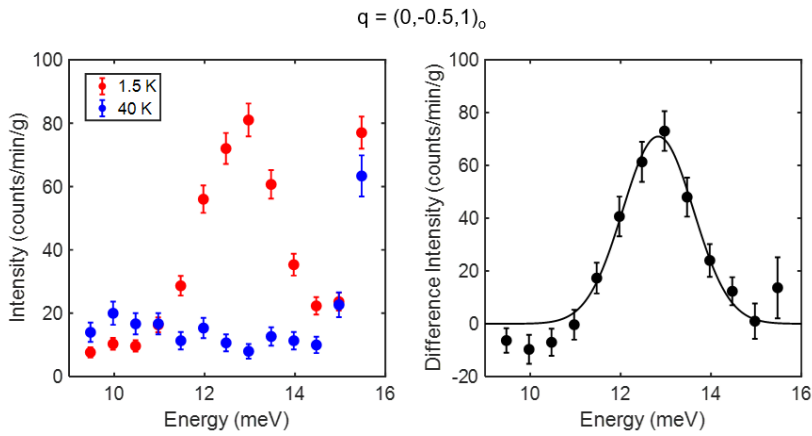 q = (0,-0.5,1)o
1.5 K
40 K
Intensity (counts/min/g)
100
80
60
40
20
0
10 12 14 16
Energy (meV)
Difference Intensity (counts/min/g)
100
80
60
40
20
0
-20
10 12 14 16
Energy (meV)